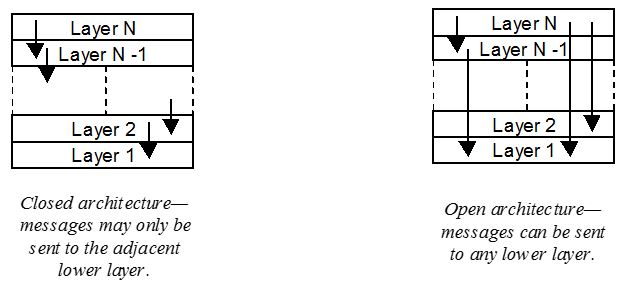 Layer N
Layer N -1
Layer 2
Layer 1
Closed architecture—
messages may only be
sent to the adjacent
lower layer.
Layer N
Layer N -1
Layer 2
Layer 1
Open architecture—
messages can be sent
to any lower layer.